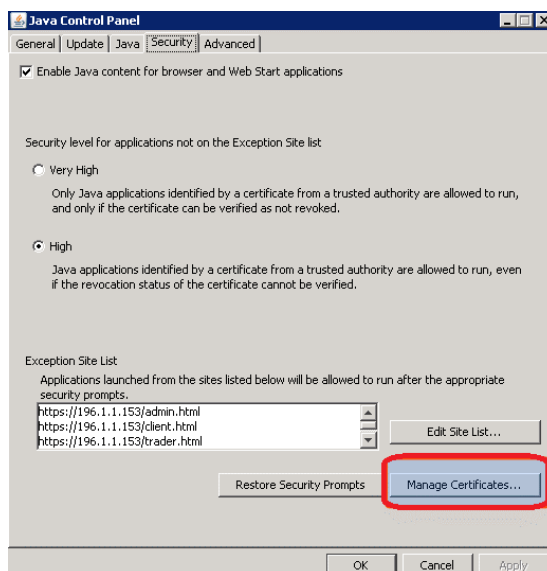 Java Control Panel
General Update Java Security Advanced
Enable Java content for browser and Web Start applications
Security level for applications not on the Exception Site list
Very High
Only Java applications identified by a certificate from a trusted authority are allowed to run,
and only if the certificate can be verified as not revoked.
High
Java applications identified by a certificate from a trusted authority are allowed to run, even
if the revocation status of the certificate cannot be verified.
Exception Site List
Applications launched from the sites listed below will be allowed to run after the appropriate
security prompts.
https://196.1.1.153/admin.html
https://196.1.1.153/client.html
https://196.1.1.153/trader.html
Edit Site List...
Restore Security Prompts Manage Certificates...
OK Cancel Apply